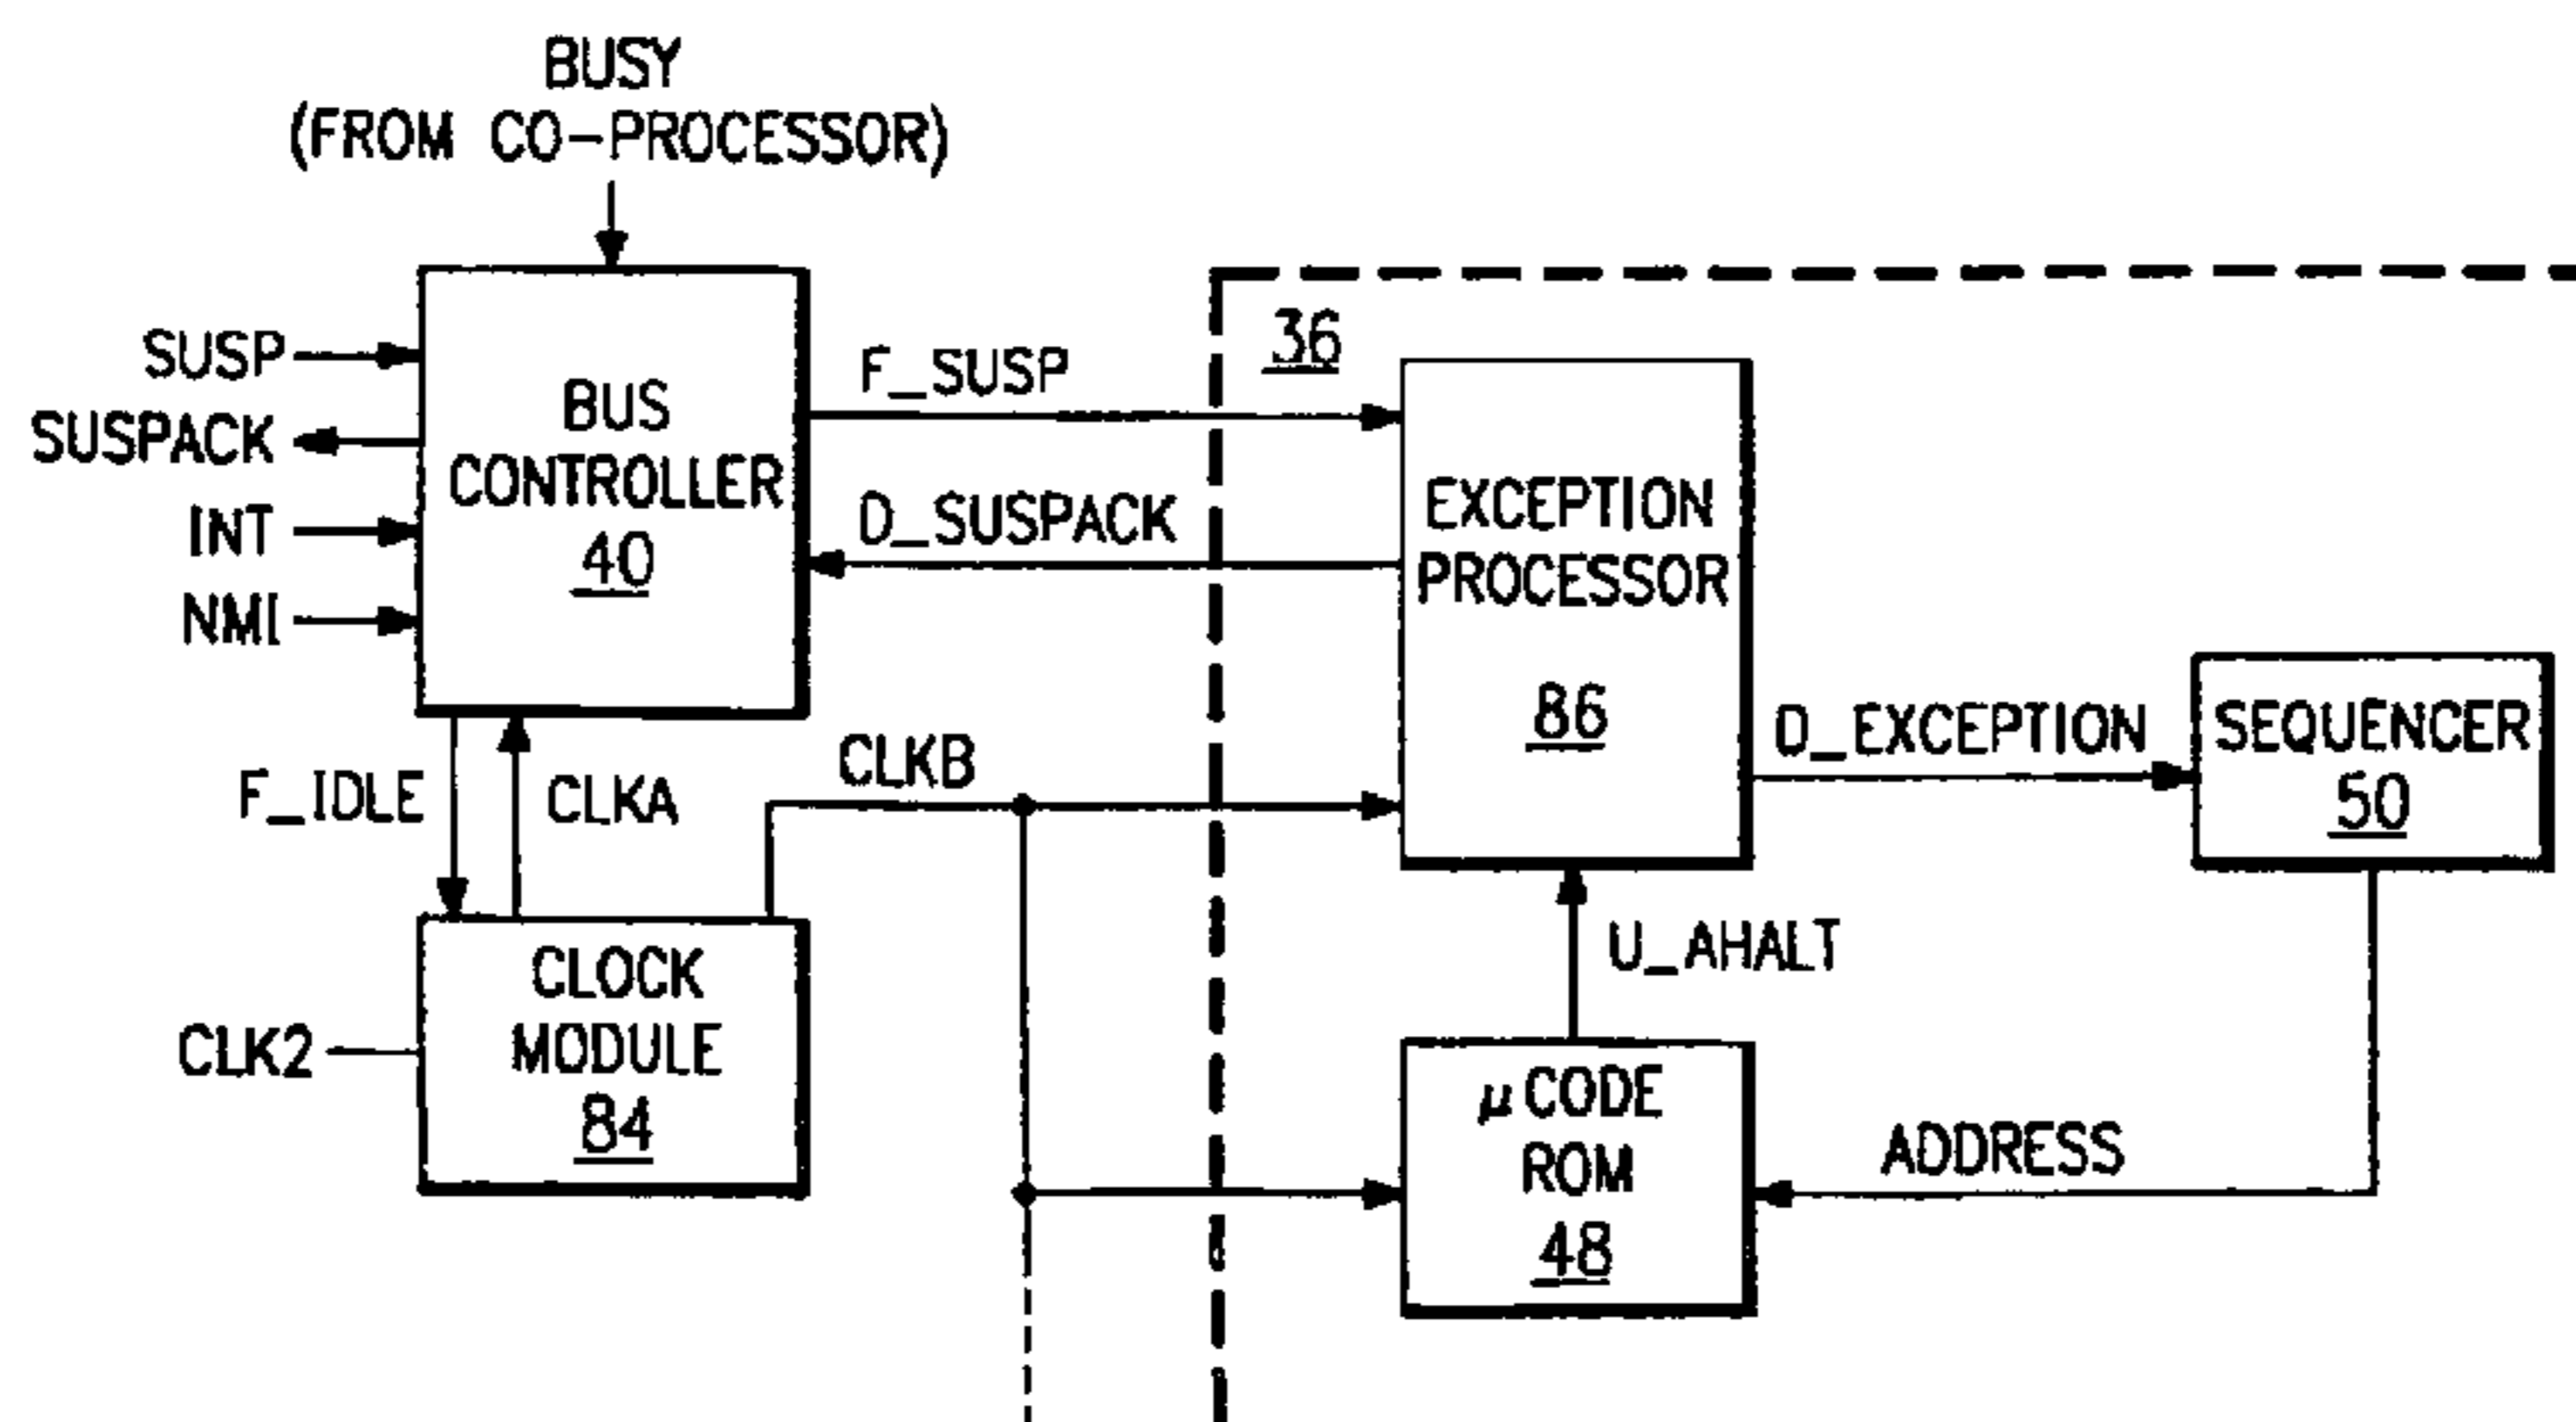 BUSY
(FROM CO-PROCESSOR)
SUSP
SUSPACK
INT
NMI
BUS
CONTROLLER
40
F_SUSP
D_SUSPACK
36
EXCEPTION
PROCESSOR
86
D_EXCEPTION
SEQUENCER
50
F_IDLE
CLKA
CLKB
CLK2
CLOCK
MODULE
84
U_AHALT
μCODE
ROM
48
ADDRESS